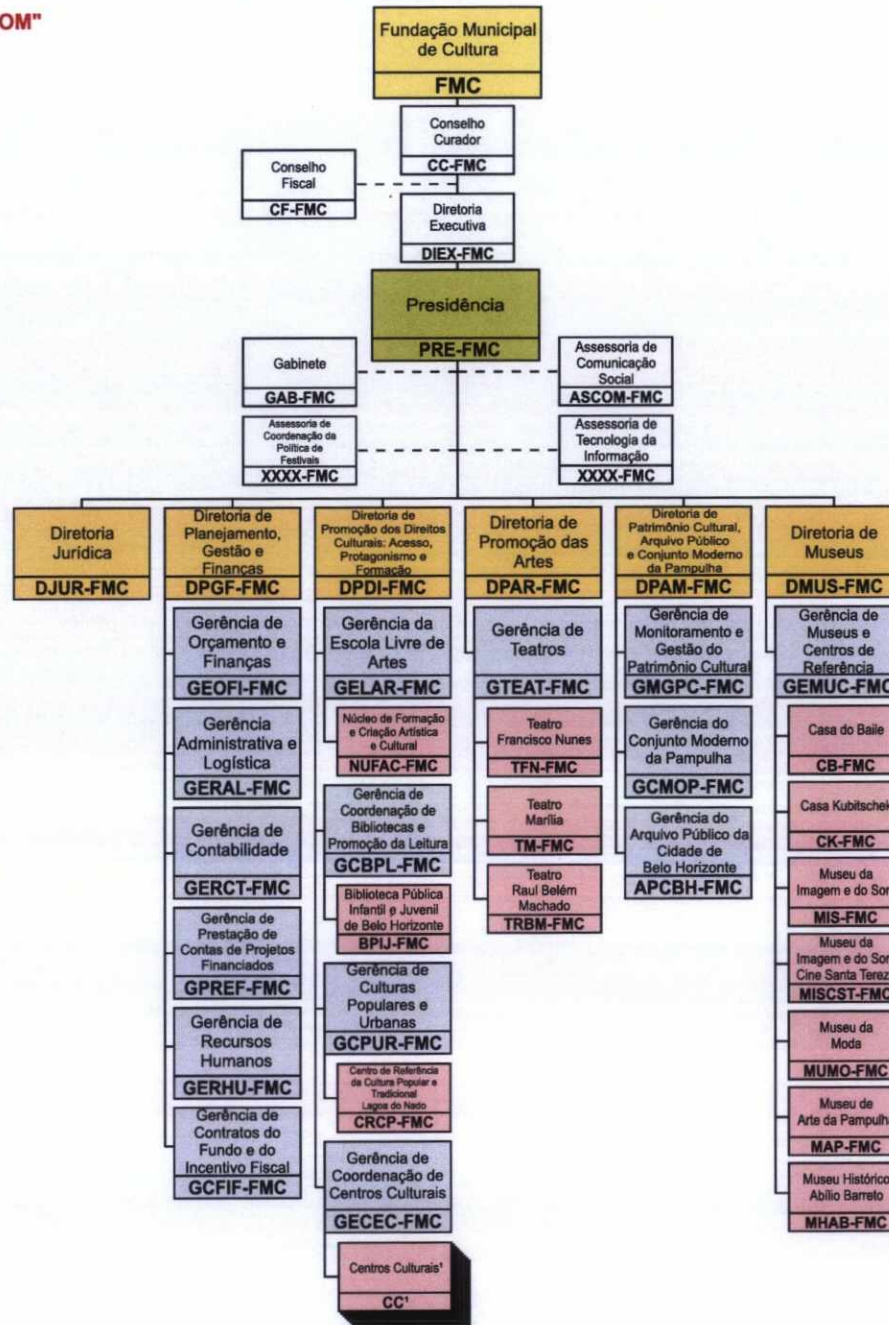 OM"
Fundação Municipal
de Cultura
FMC
Conselho
Curador
CC-FMC
Conselho
Fiscal
CF-FMC
Diretoria
Executiva
DIEX-FMC
Presidência
PRE-FMC
Gabinete
GAB-FMC
Assessoria de
Comunicação
Social
ASCOM-FMC
Assessoria de
Coordenação da
Política de
Festivais
XXXX-FMC
Assessoria de
Tecnologia da
Informação
XXXX-FMC
Diretoria
Jurídica
DJUR-FMC
Diretoria de
Planejamento,
Gestão e
Finanças
DPGF-FMC
Gerência de
Orçamento e
Finanças
GEOFI-FMC
Gerência
Administrativa e
Logística
GERAL-FMC
Gerência de
Contabilidade
GERCT-FMC
Gerência de
Prestação de
Contas de Projetos
Financiados
GPREF-FMC
Gerência de
Recursos
Humanos
GERHU-FMC
Gerência de
Contratos do
Fundo e do
Incentivo Fiscal
GCFIF-FMC
Diretoria de
Promoção dos Direitos
Culturais: Acesso,
Protagonismo e
Formação
DPDI-FMC
Gerência da
Escola Livre de
Artes
GELAR-FMC
Núcleo de Formação
e Criação Artística
e Cultural
NUFAC-FMC
Gerência de
Coordenação de
Bibliotecas e
Promoção da Leitura
GCBPL-FMC
Biblioteca Pública
Infantil e Juvenil
de Belo Horizonte
BPIJ-FMC
Gerência de
Culturas
Populares e
Urbanas
GCPUR-FMC
Centro de Referência
da Cultura Popular e
Tradicional
Lagoa do Nado
CRCP-FMC
Gerência de
Coordenação de
Centros Culturais
GECEC-FMC
Centros Culturais¹
CC¹
Diretoria de
Promoção das
Artes
DPAR-FMC
Gerência de
Teatros
GTEAT-FMC
Teatro
Francisco Nunes
TFN-FMC
Teatro
Marília
TM-FMC
Teatro
Raul Belém
Machado
TRBM-FMC
Diretoria de
Patrimônio Cultural,
Arquivo Público
e Conjunto Moderno
da Pampulha
DPAM-FMC
Gerência de
Monitoramento e
Gestão do
Patrimônio Cultural
GMGPC-FMC
Gerência do
Conjunto Moderno
da Pampulha
GCMOP-FMC
Gerência do
Arquivo Público da
Cidade de
Belo Horizonte
APCBH-FMC
Diretoria de
Museus
DMUS-FMC
Gerência de
Museus e
Centros de
Referência
GEMUC-FMC
Casa do Baile
CB-FMC
Casa Kubitschek
CK-FMC
Museu da
Imagem e do Som
MIS-FMC
Museu da
Imagem e do Som
Cine Santa Tereza
MISCST-FMC
Museu da
Moda
MUMO-FMC
Museu de
Arte da Pampulha
MAP-FMC
Museu Histórico
Abílio Barreto
MHAB-FMC